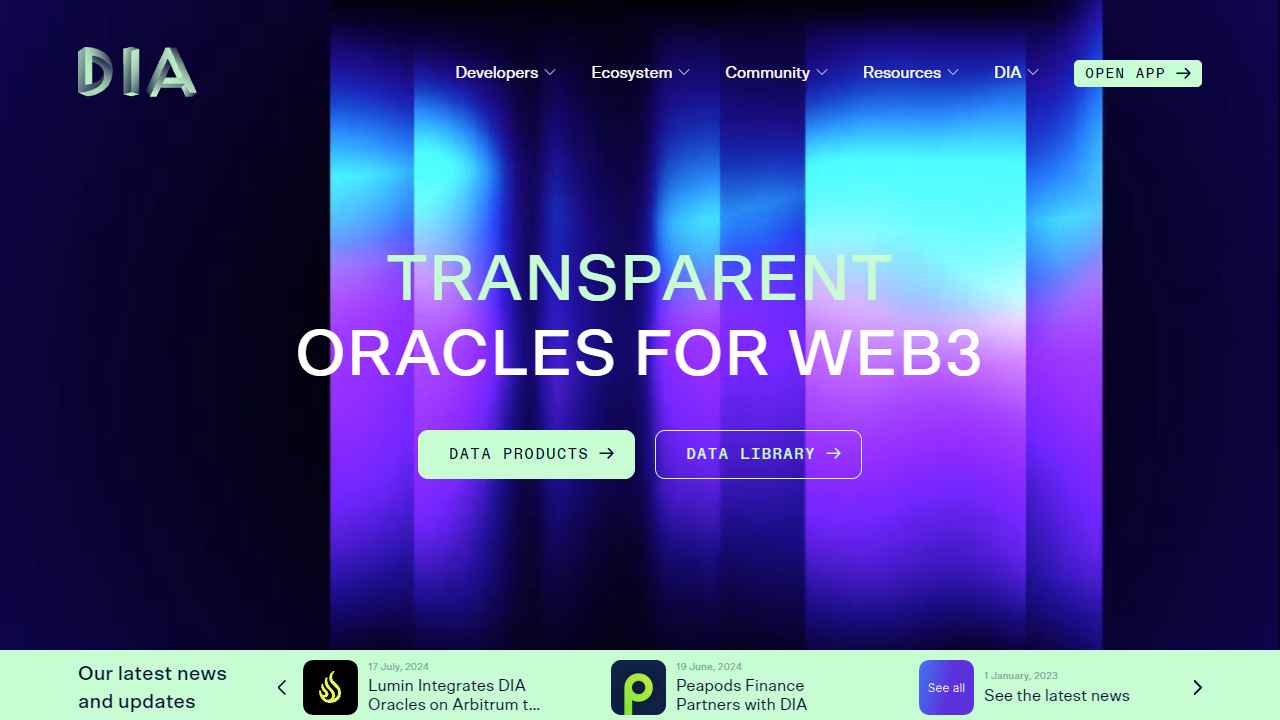 DIA
Developers
Ecosystem
Community
Resources
DIA
OPEN APP
TRANSPARENT
ORACLES FOR WEB3
DATA PRODUCTS
DATA LIBRARY
Our latest news
and updates
17 July, 2024
Lumin Integrates DIA
Oracles on Arbitrum t...
19 June, 2024
Peapods Finance
Partners with DIA
See all
1 January, 2023
See the latest news